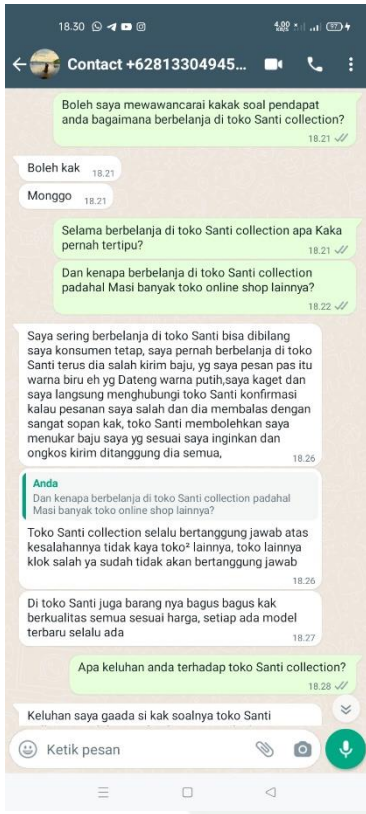 18.30
4,00
KB/S
77
Contact +62813304945...
Boleh saya mewawancarai kakak soal pendapat
anda bagaimana berbelanja di toko Santi collection?
18.21
Boleh kak
18.21
Monggo
18.21
Selama berbelanja di toko Santi collection apa Kaka
pernah tertipu?
18.21
Dan kenapa berbelanja di toko Santi collection
padahal Masi banyak toko online shop lainnya?
18.22
Saya sering berbelanja di toko Santi bisa dibilang
saya konsumen tetap, saya pernah berbelanja di toko
Santi terus dia salah kirim baju, yg saya pesan pas itu
warna biru eh yg Dateng warna putih,saya kaget dan
saya langsung menghubungi toko Santi konfirmasi
kalau pesanan saya salah dan dia membalas dengan
sangat sopan kak, toko Santi membolehkan saya
menukar baju saya yg sesuai saya inginkan dan
ongkos kirim ditanggung dia semua,
18.26
Anda
Dan kenapa berbelanja di toko Santi collection padahal
Masi banyak toko online shop lainnya?
Toko Santi collection selalu bertanggung jawab atas
kesalahannya tidak kaya toko² lainnya, toko lainnya
klok salah ya sudah tidak akan bertanggung jawab
18.26
Di toko Santi juga barang nya bagus bagus kak
berkualitas semua sesuai harga, setiap ada model
terbaru selalu ada
18.27
Apa keluhan anda terhadap toko Santi collection?
18.28
Keluhan saya gaada si kak soalnya toko Santi
Ketik pesan